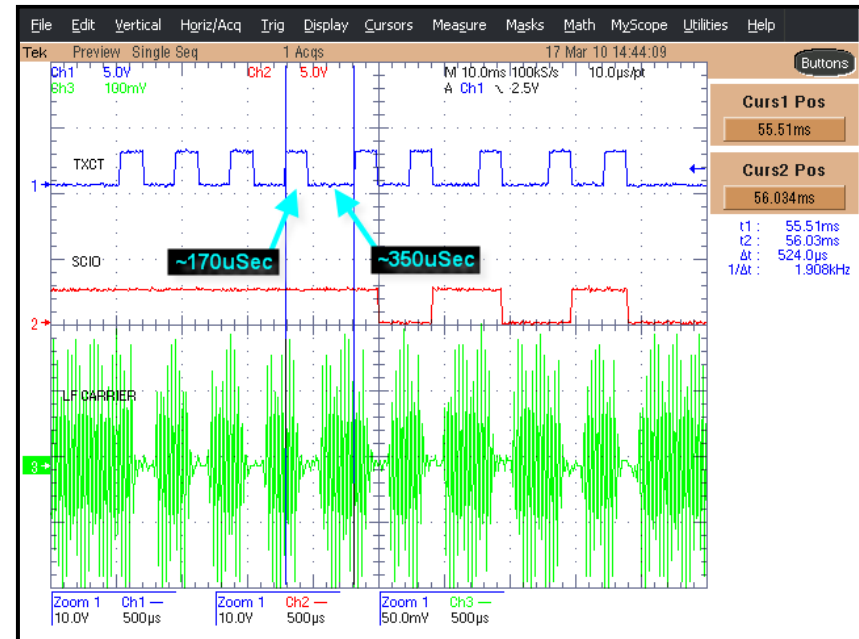 File Edit Vertical Horiz/Acq Trig Display Cursors Measure Masks Math MyScope Utilities Help
Tek Preview Single Seq 1 Acqs 17 Mar 10 14:44:09
Buttons
Ch1 5.0V Ch2 5.0V M 10.0ms 100kS/s 10.0µs/pt
Ch3 100mV A Ch1 \ -2.5V
Curs1 Pos
55.51ms
Curs2 Pos
56.034ms
t1 : 55.51ms
t2 : 56.03ms
Δt : 524.0µs
1/Δt : 1.908kHz
TXCT
1
~170uSec
~350uSec
SCIO
2
LF CARRIER
3
Zoom 1 Ch1 Zoom 1 Ch2 Zoom 1 Ch3
10.0V 500µs 10.0V 500µs 50.0mV 500µs